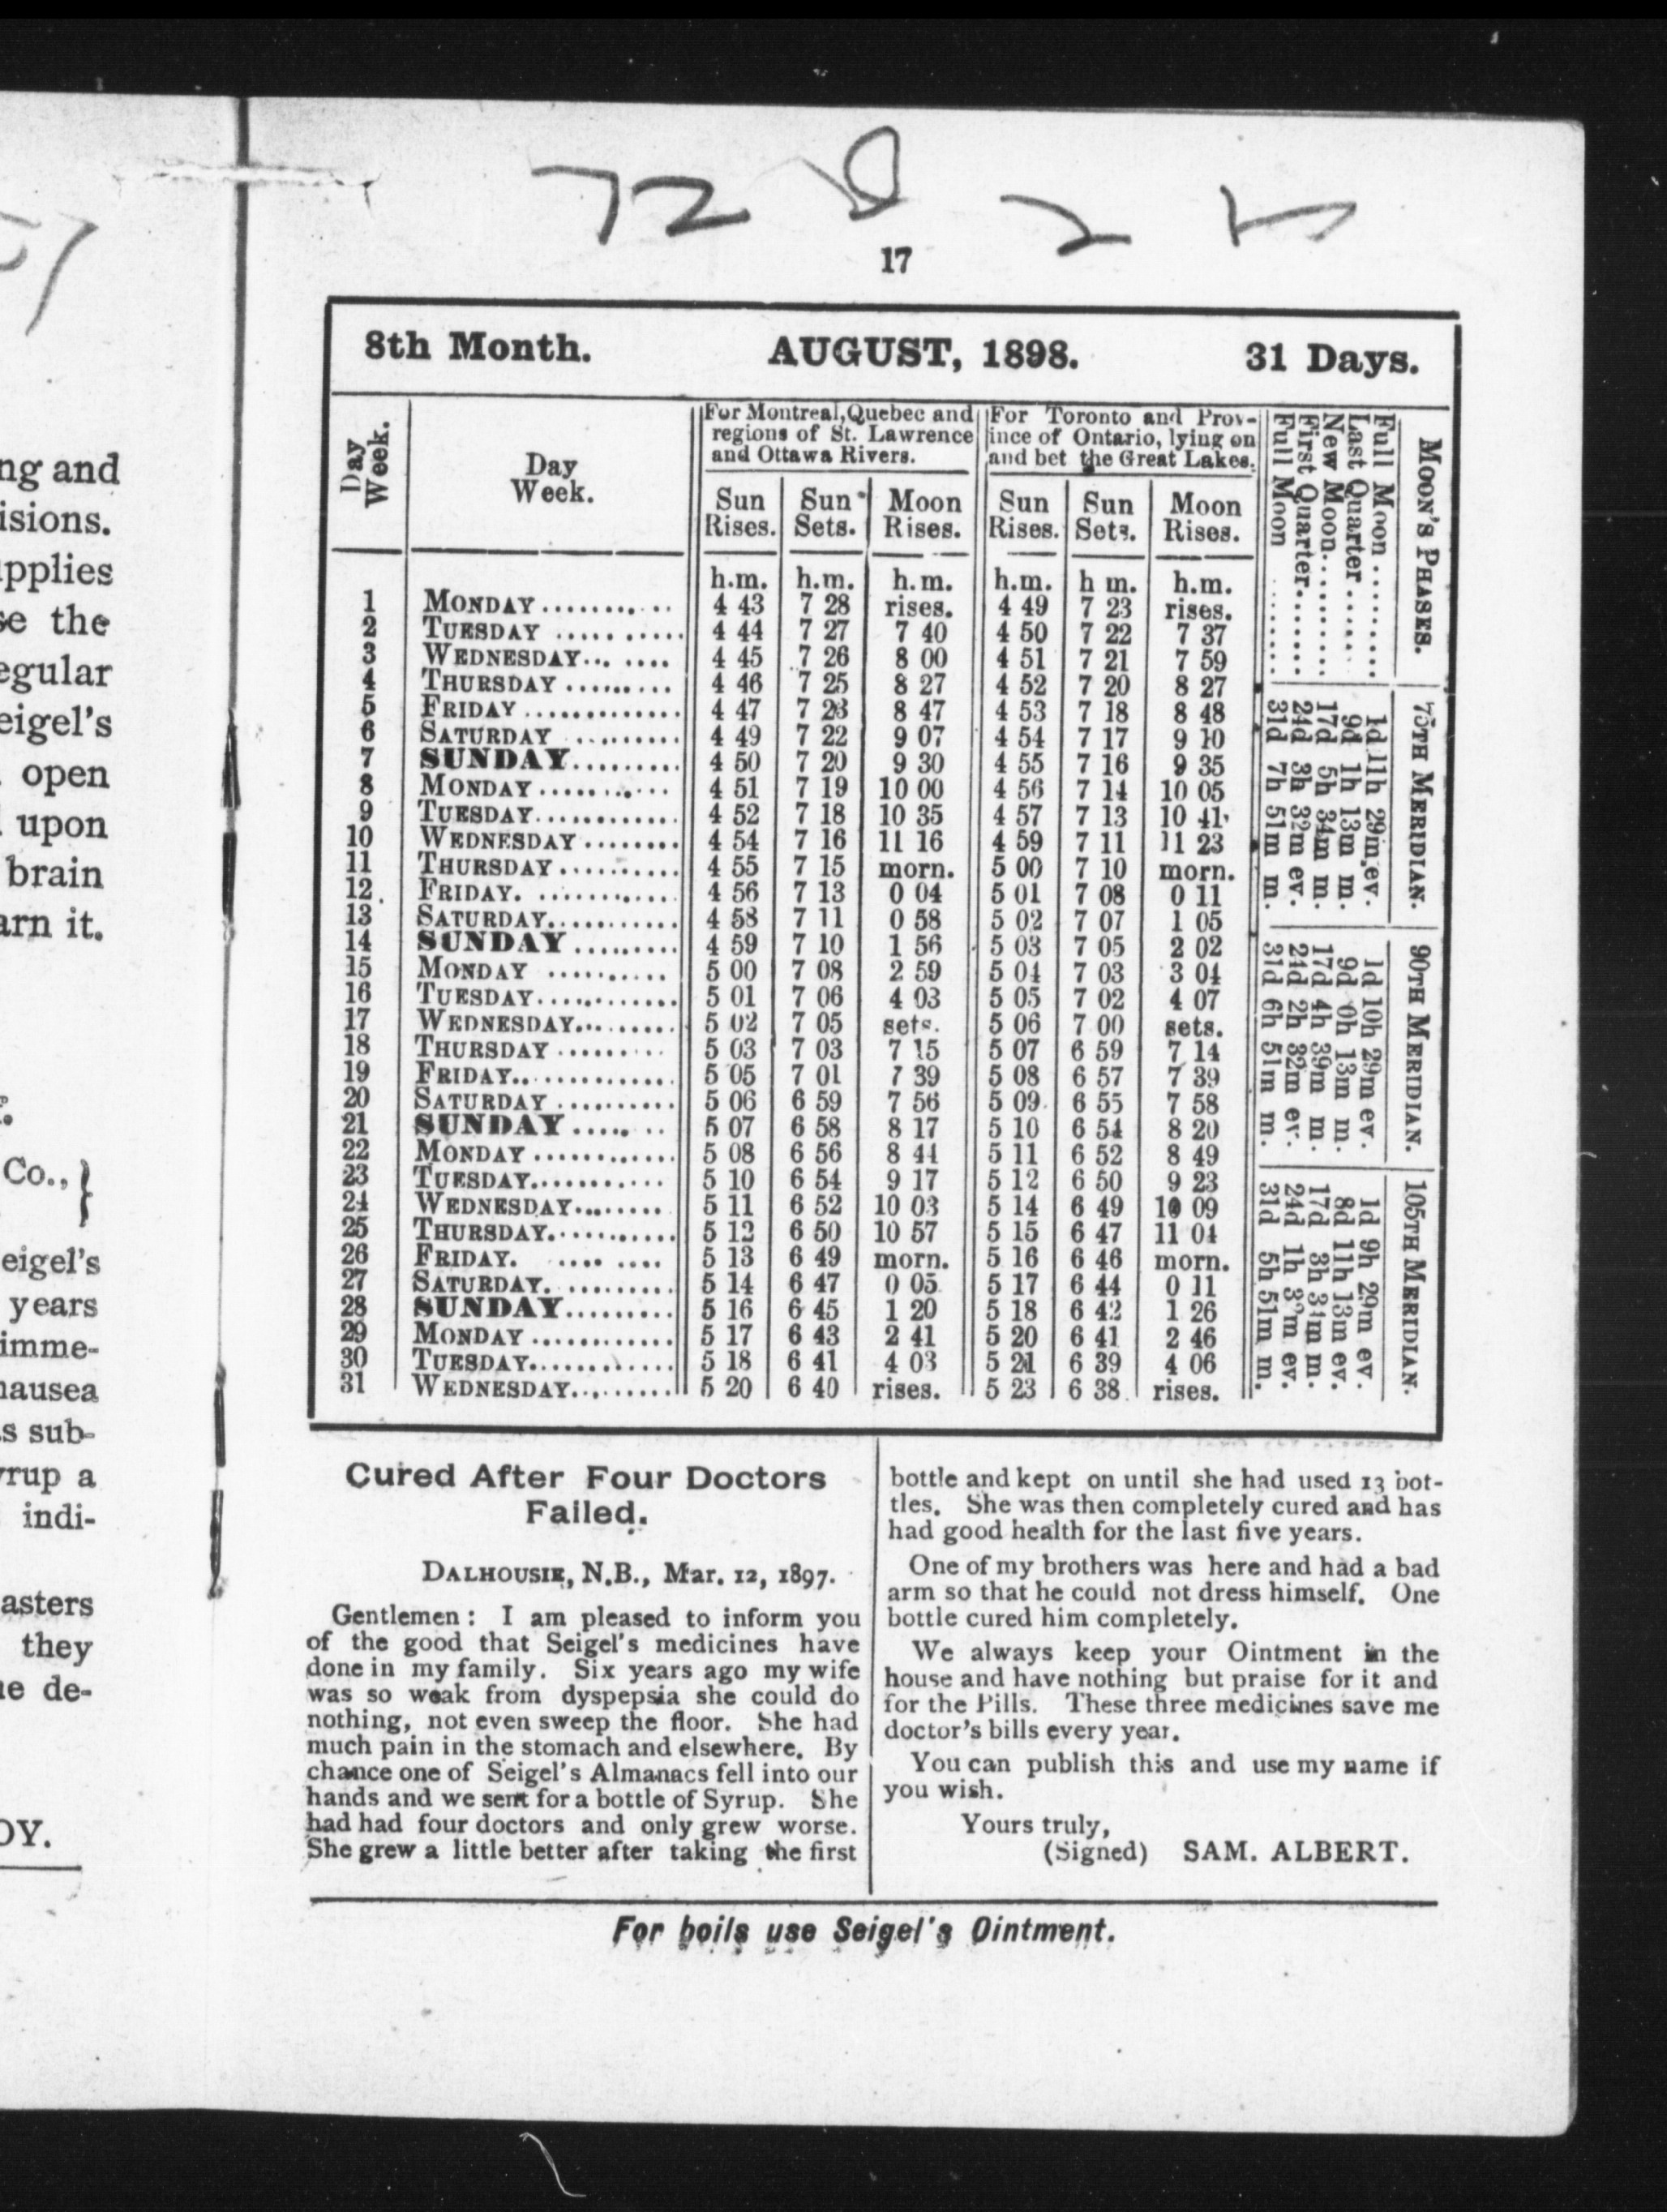 ng and
isions.
pplies
se the
egular
eigel's
open
upon
brain
arn it.
Co., }
eigel's
years
imme-
nausea
s sub-
yrup a
indi-
asters
they
e de-
OY.
72 8 2
17
8th Month. AUGUST, 1898. 31 Days.
Day Week. Day Week. For Montreal, Quebec and regions of St. Lawrence and Ottawa Rivers. For Toronto and Province of Ontario, lying on and bet the Great Lakes.
Sun Rises. Sun Sets. Moon Rises. Sun Rises. Sun Sets. Moon Rises.
h.m. h.m. h.m. h.m. h m. h.m.
1 MONDAY 4 43 7 28 rises. 4 49 7 23 rises.
2 TUESDAY 4 44 7 27 7 40 4 50 7 22 7 37
3 WEDNESDAY 4 45 7 26 8 00 4 51 7 21 7 59
4 THURSDAY 4 46 7 25 8 27 4 52 7 20 8 27
5 FRIDAY 4 47 7 23 8 47 4 53 7 18 8 48
6 SATURDAY 4 49 7 22 9 07 4 54 7 17 9 10
7 SUNDAY 4 50 7 20 9 30 4 55 7 16 9 35
8 MONDAY 4 51 7 19 10 00 4 56 7 14 10 05
9 TUESDAY 4 52 7 18 10 35 4 57 7 13 10 41
10 WEDNESDAY 4 54 7 16 11 16 4 59 7 11 11 23
11 THURSDAY 4 55 7 15 morn. 5 00 7 10 morn.
12 FRIDAY. 4 56 7 13 0 04 5 01 7 08 0 11
13 SATURDAY 4 58 7 11 0 58 5 02 7 07 1 05
14 SUNDAY 4 59 7 10 1 56 5 03 7 05 2 02
15 MONDAY 5 00 7 08 2 59 5 04 7 03 3 04
16 TUESDAY 5 01 7 06 4 03 5 05 7 02 4 07
17 WEDNESDAY 5 02 7 05 sets. 5 06 7 00 sets.
18 THURSDAY 5 03 7 03 7 15 5 07 6 59 7 14
19 FRIDAY 5 05 7 01 7 39 5 08 6 57 7 39
20 SATURDAY 5 06 6 59 7 56 5 09 6 55 7 58
21 SUNDAY 5 07 6 58 8 17 5 10 6 54 8 20
22 MONDAY 5 08 6 56 8 44 5 11 6 52 8 49
23 TUESDAY 5 10 6 54 9 17 5 12 6 50 9 23
24 WEDNESDAY 5 11 6 52 10 03 5 14 6 49 10 09
25 THURSDAY 5 12 6 50 10 57 5 15 6 47 11 04
26 FRIDAY. 5 13 6 49 morn. 5 16 6 46 morn.
27 SATURDAY 5 14 6 47 0 05 5 17 6 44 0 11
28 SUNDAY 5 16 6 45 1 20 5 18 6 42 1 26
29 MONDAY 5 17 6 43 2 41 5 20 6 41 2 46
30 TUESDAY 5 18 6 41 4 03 5 21 6 39 4 06
31 WEDNESDAY 5 20 6 40 rises. 5 23 6 38 rises.
MOON'S PHASES. 75TH MERIDIAN. 90TH MERIDIAN. 105TH MERIDIAN.
Full Moon 1d 11h 29m ev. 1d 10h 29m ev. 1d 9h 29m ev.
Last Quarter 9d 1h 13m m. 9d 0h 13m m. 8d 11h 13m ev.
New Moon 17d 5h 34m m. 17d 4h 39m m. 17d 3h 34m m.
First Quarter 24d 3h 32m ev. 24d 2h 32m ev. 24d 1h 32m ev.
Full Moon 31d 7h 51m m. 31d 6h 51m m. 31d 5h 51m m.
Cured After Four Doctors
Failed.
DALHOUSIE, N.B., Mar. 12, 1897.
Gentlemen : I am pleased to inform you
of the good that Seigel's medicines have
done in my family. Six years ago my wife
was so weak from dyspepsia she could do
nothing, not even sweep the floor. She had
much pain in the stomach and elsewhere. By
chance one of Seigel's Almanacs fell into our
hands and we sent for a bottle of Syrup. She
had had four doctors and only grew worse.
She grew a little better after taking the first
bottle and kept on until she had used 13 bot-
tles. She was then completely cured and has
had good health for the last five years.
One of my brothers was here and had a bad
arm so that he could not dress himself. One
bottle cured him completely.
We always keep your Ointment in the
house and have nothing but praise for it and
for the Pills. These three medicines save me
doctor's bills every year.
You can publish this and use my name if
you wish.
Yours truly,
(Signed) SAM. ALBERT.
For boils use Seigel's Ointment.